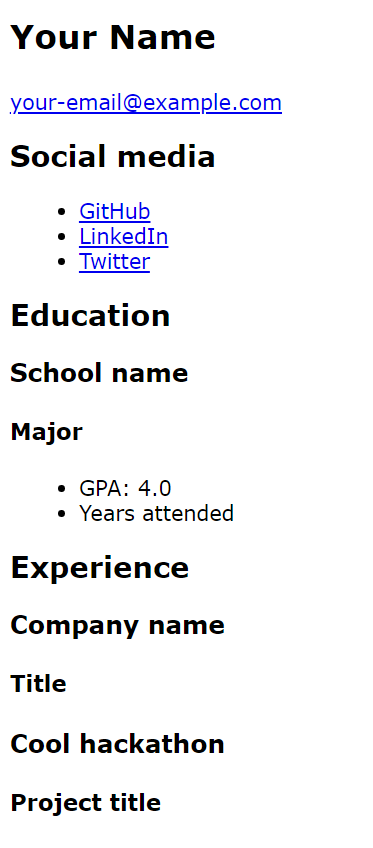 Your Name
your-email@example.com
Social media
GitHub
LinkedIn
Twitter
Education
School name
Major
GPA: 4.0
Years attended
Experience
Company name
Title
Cool hackathon
Project title